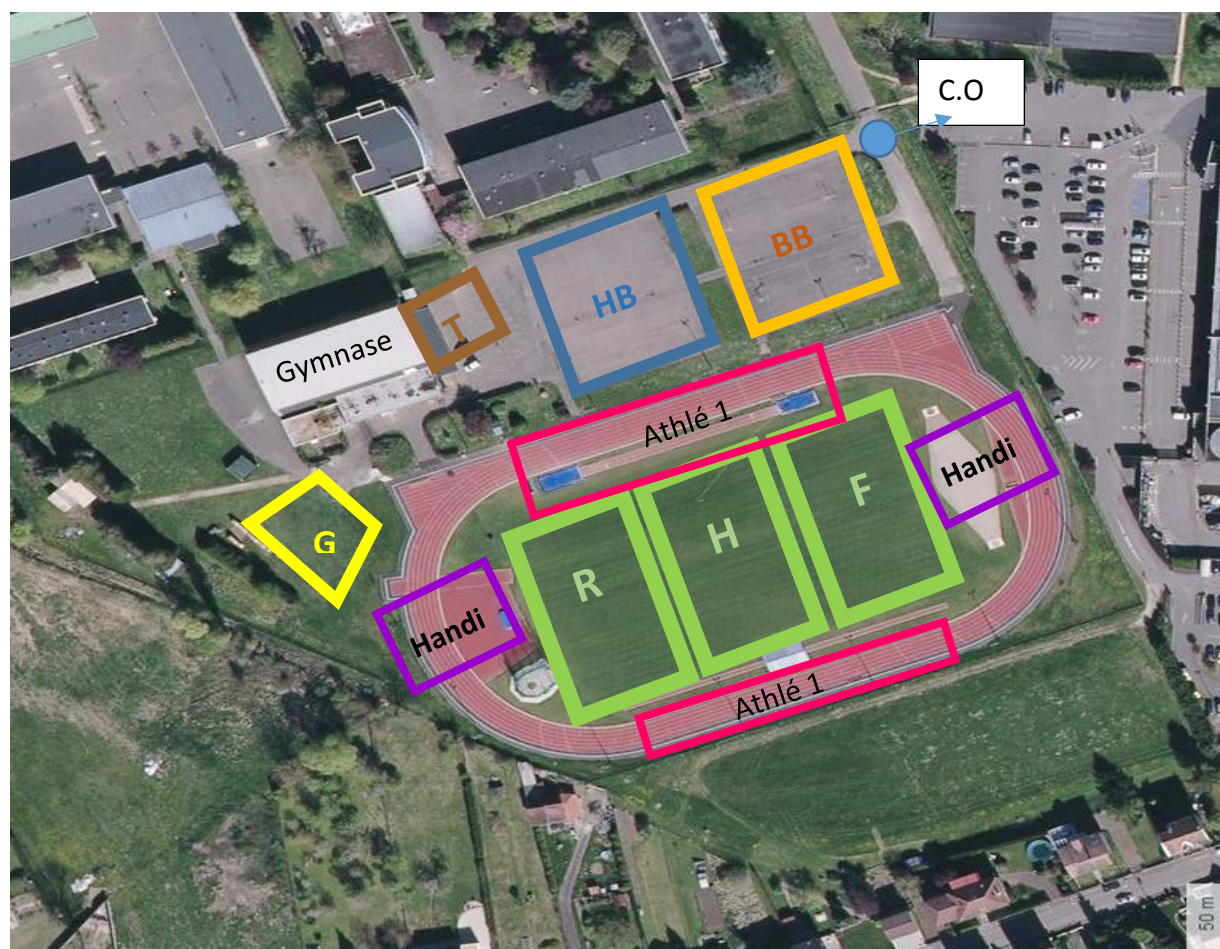 C.O
BB
HB
T
Gymnase
Athlé 1
Handi
F
H
G
R
Handi
Athlé 1
50 m